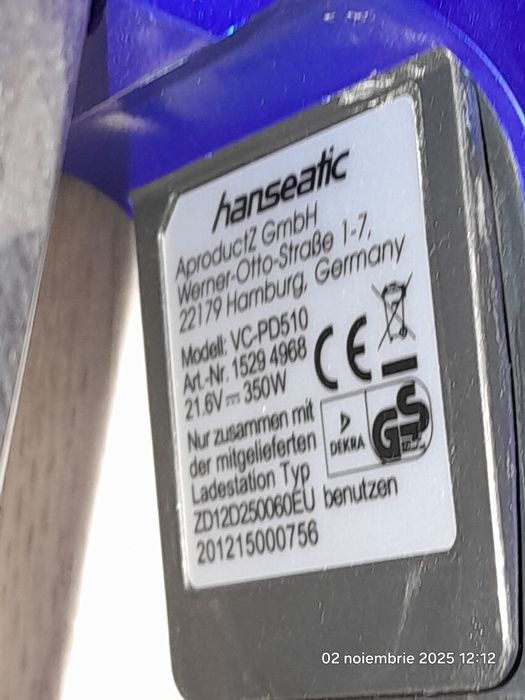 hanseatic
Aproductz GmbH
Werner-Otto-Straße 1-7,
22179 Hamburg, Germany
Modell: VC-PD510
Art.-Nr. 1529 4968
21.6V ⎓ 350W
CE
Nur zusammen mit
der mitgelieferten
Ladestation Typ
ZD12D250060EU benutzen
201215000756
DEKRA
GS
02 noiembrie 2025 12:12